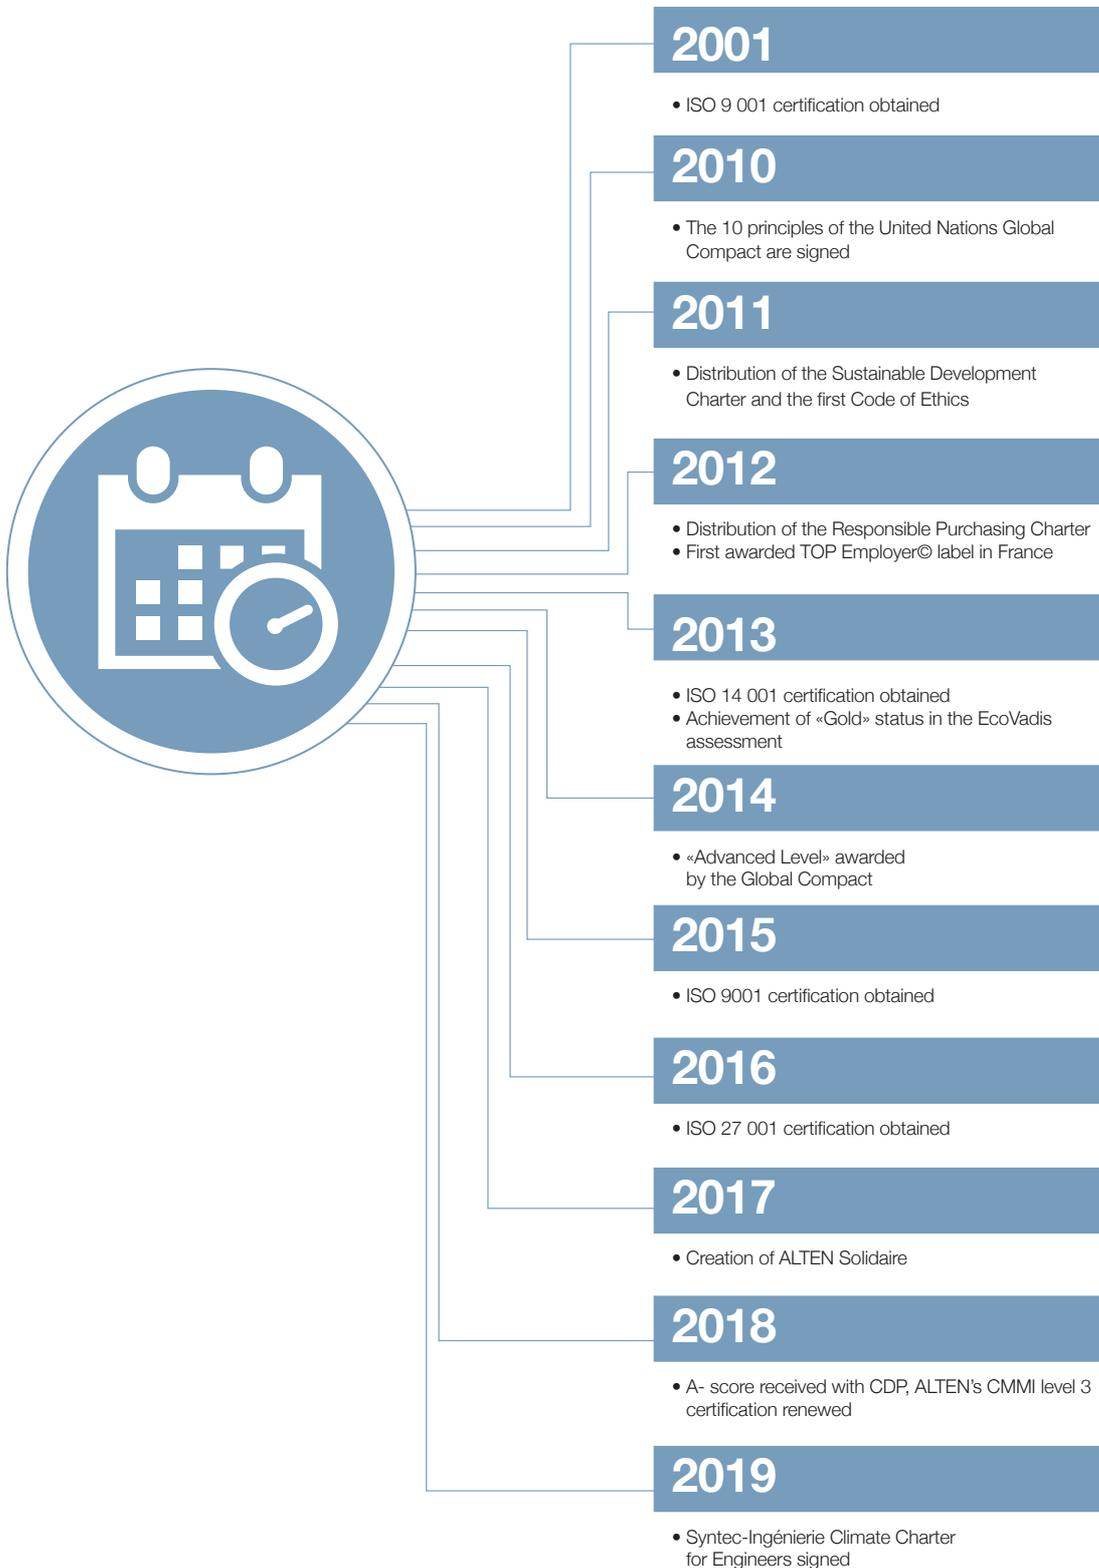 2001
• ISO 9 001 certification obtained
2010
• The 10 principles of the United Nations Global
Compact are signed
2011
• Distribution of the Sustainable Development
Charter and the first Code of Ethics
2012
• Distribution of the Responsible Purchasing Charter
• First awarded TOP Employer© label in France
2013
• ISO 14 001 certification obtained
• Achievement of «Gold» status in the EcoVadis
assessment
2014
• «Advanced Level» awarded
by the Global Compact
2015
• ISO 9001 certification obtained
2016
• ISO 27 001 certification obtained
2017
• Creation of ALTEN Solidaire
2018
• A- score received with CDP, ALTEN’s CMMI level 3
certification renewed
2019
• Syntec-Ingénierie Climate Charter
for Engineers signed